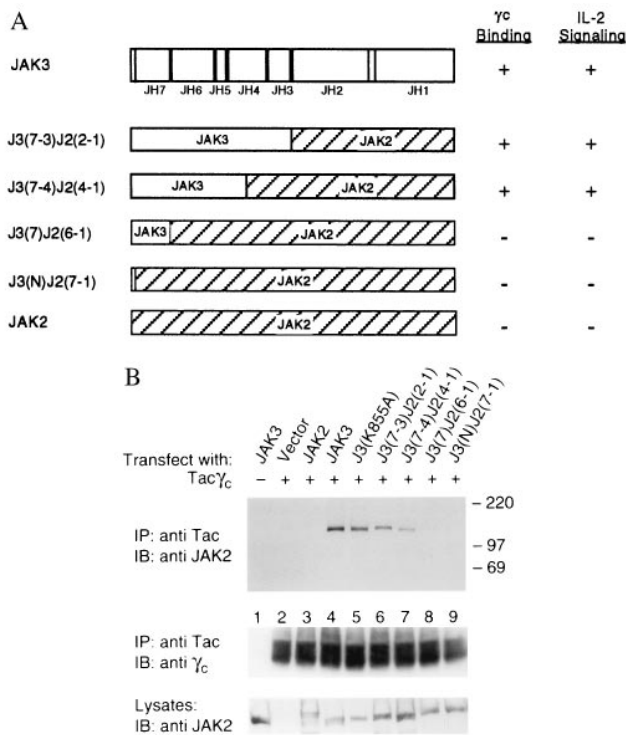 A
γc Binding
IL-2 Signaling
JAK3 + +
JH7 JH6 JH5 JH4 JH3 JH2 JH1
J3(7-3)J2(2-1) JAK3 JAK2 + +
J3(7-4)J2(4-1) JAK3 JAK2 + +
J3(7)J2(6-1) JAK3 JAK2 - -
J3(N)J2(7-1) JAK2 - -
JAK2 JAK2 - -
B
JAK3 Vector JAK2 JAK3 J3(K855A) J3(7-3)J2(2-1) J3(7-4)J2(4-1) J3(7)J2(6-1) J3(N)J2(7-1)
Transfect with:
Tacγc − + + + + + + + +
IP: anti Tac
IB: anti JAK2
– 220
– 97
– 69
1 2 3 4 5 6 7 8 9
IP: anti Tac
IB: anti γc
Lysates:
IB: anti JAK2